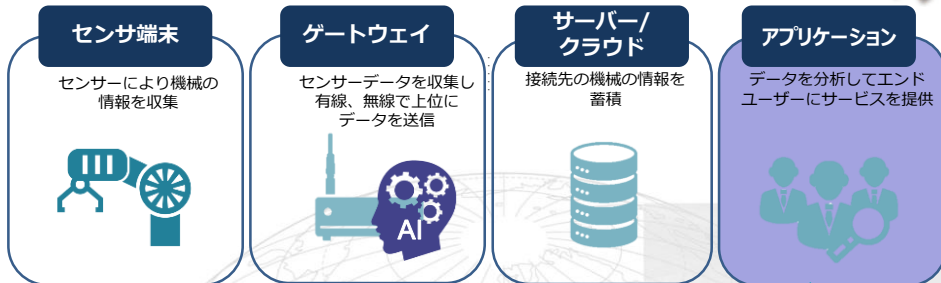 センサ端末
センサーにより機械の
情報を収集
ゲートウェイ
センサーデータを収集し
有線、無線で上位に
データを送信
AI
サーバー/
クラウド
接続先の機械の情報を
蓄積
アプリケーション
データを分析してエンド
ユーザーにサービスを提供